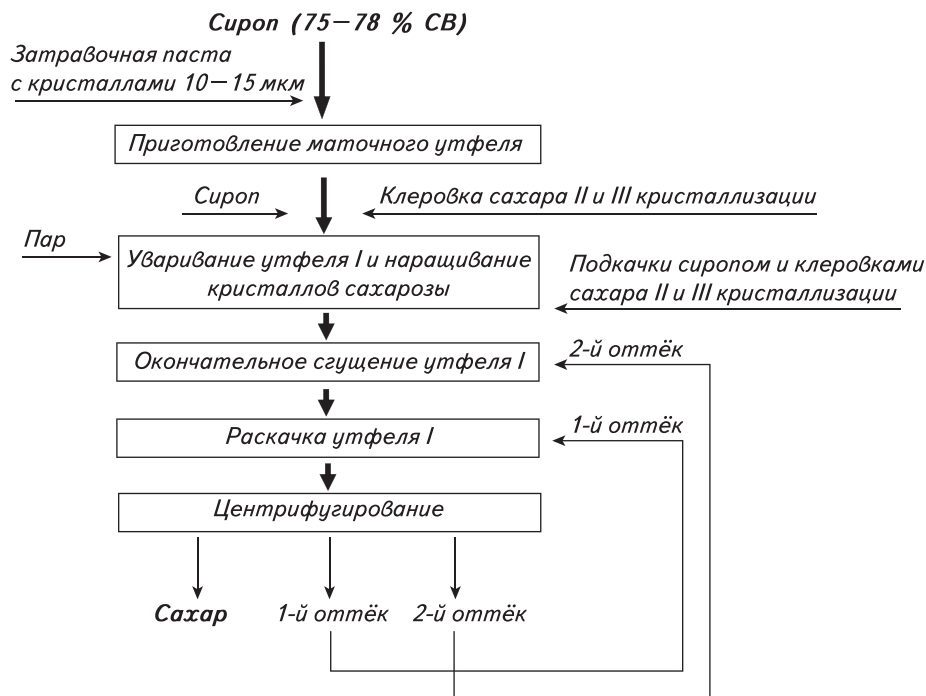 Сироп (75–78 % СВ)
Затравочная паста
с кристаллами 10–15 мкм
Приготовление маточного утфеля
Сироп
Клеровка сахара II и III кристаллизации
Пар
Уваривание утфеля I и наращивание
кристаллов сахарозы
Подкачки сиропом и клеровками
сахара II и III кристаллизации
Окончательное сгущение утфеля I
2-й оттёк
Раскачка утфеля I
1-й оттёк
Центрифугирование
Сахар
1-й оттёк
2-й оттёк